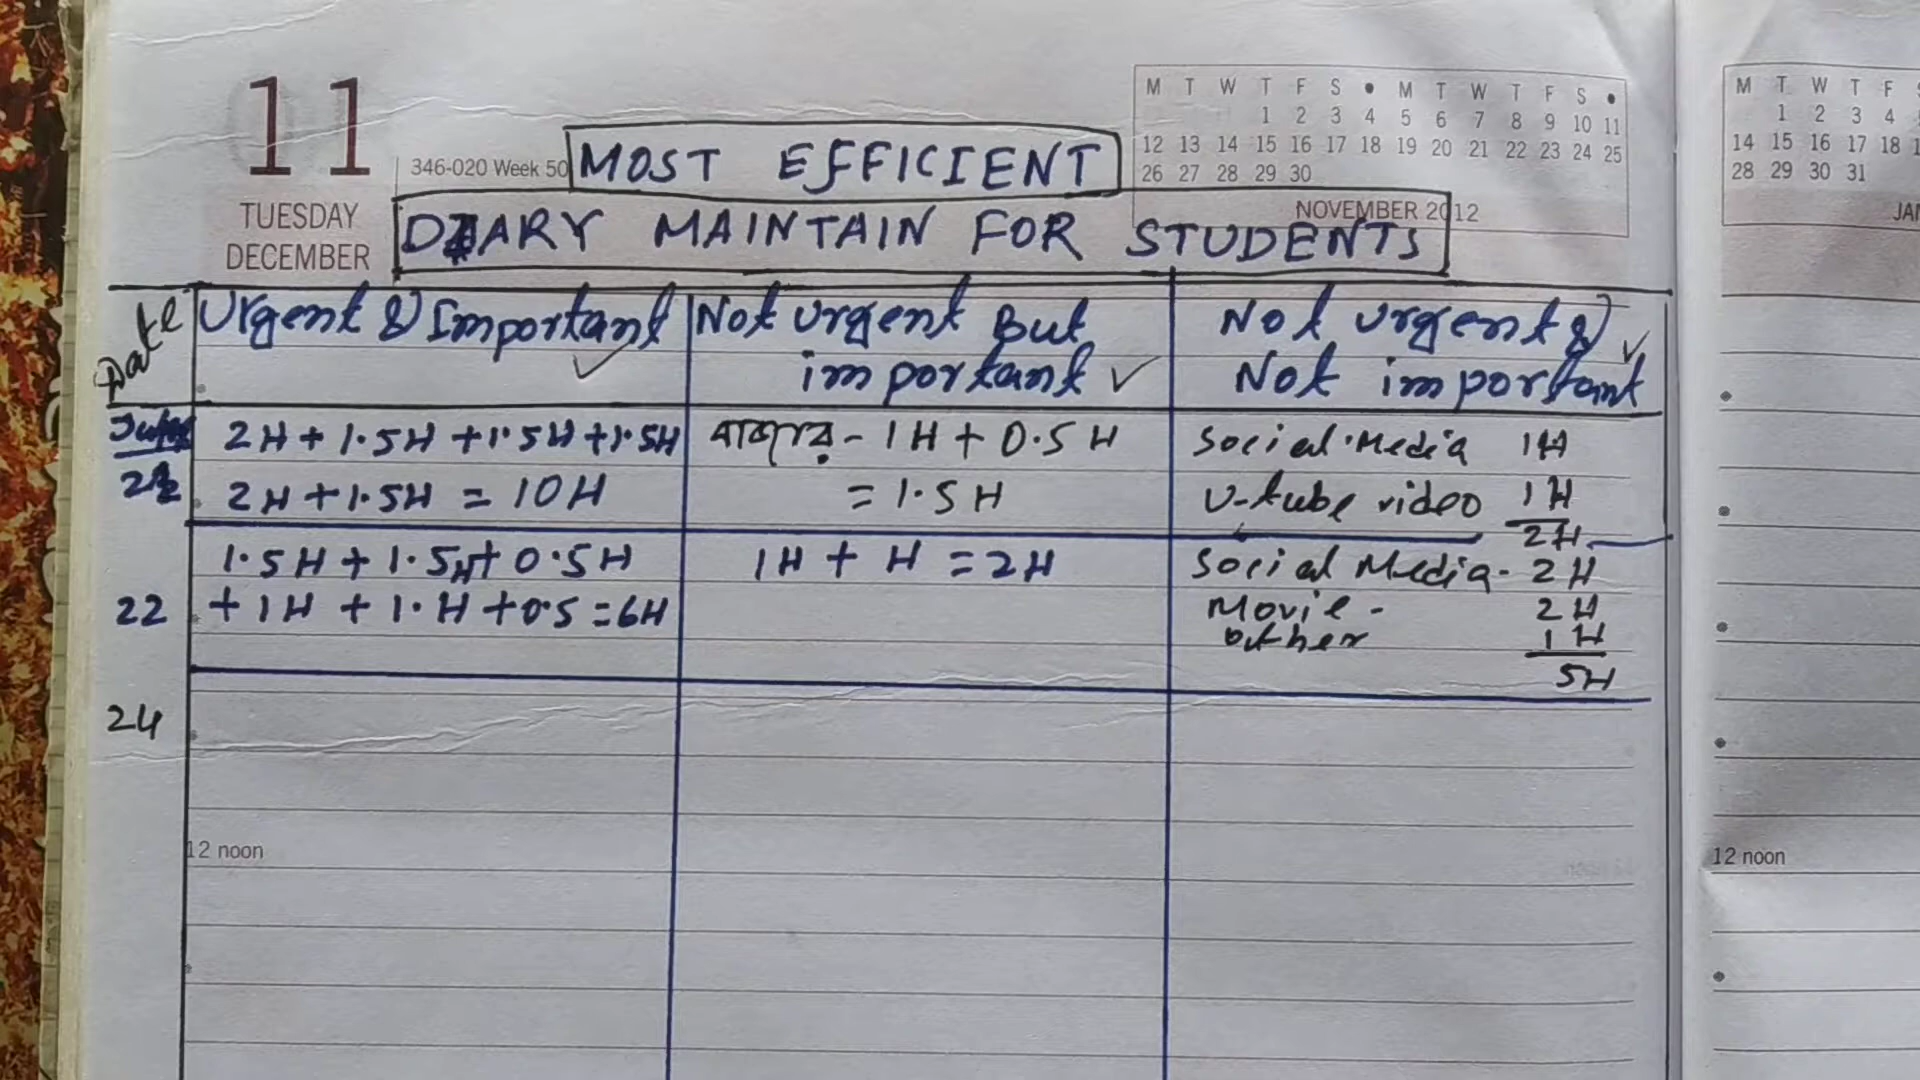 11
TUESDAY
DECEMBER
346-020 Week 50
MOST EFFICIENT
DIARY MAINTAIN FOR STUDENTS
M T W T F S • M T W T F S •
1 2 3 4 5 6 7 8 9 10 11
12 13 14 15 16 17 18 19 20 21 22 23 24 25
26 27 28 29 30
NOVEMBER 2012
M T W T F
1 2 3 4
14 15 16 17 18
28 29 30 31
Date
Urgent & Important
Not urgent But
important
Not urgent &
Not important
2H + 1.5H + 1.5H + 1.5H
2H + 1.5H = 10H
বাজার - 1H + 0.5H
= 1.5H
Social Media 1H
U-tube video 1H
2H
22
1.5H + 1.5H + 0.5H
+ 1H + 1.H + 0.5 = 6H
1H + H = 2H
Social Media - 2H
Movie - 2H
other 1H
5H
24
12 noon
12 noon